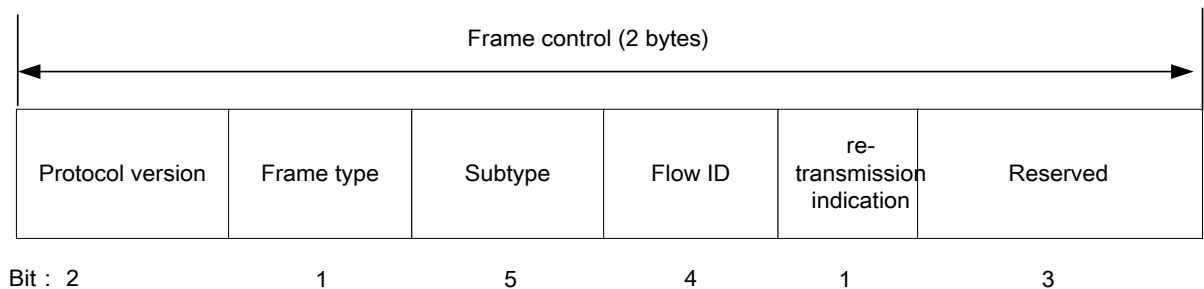 Frame control (2 bytes)
Protocol version
Frame type
Subtype
Flow ID
re-
transmission
indication
Reserved
Bit : 2 1 5 4 1 3